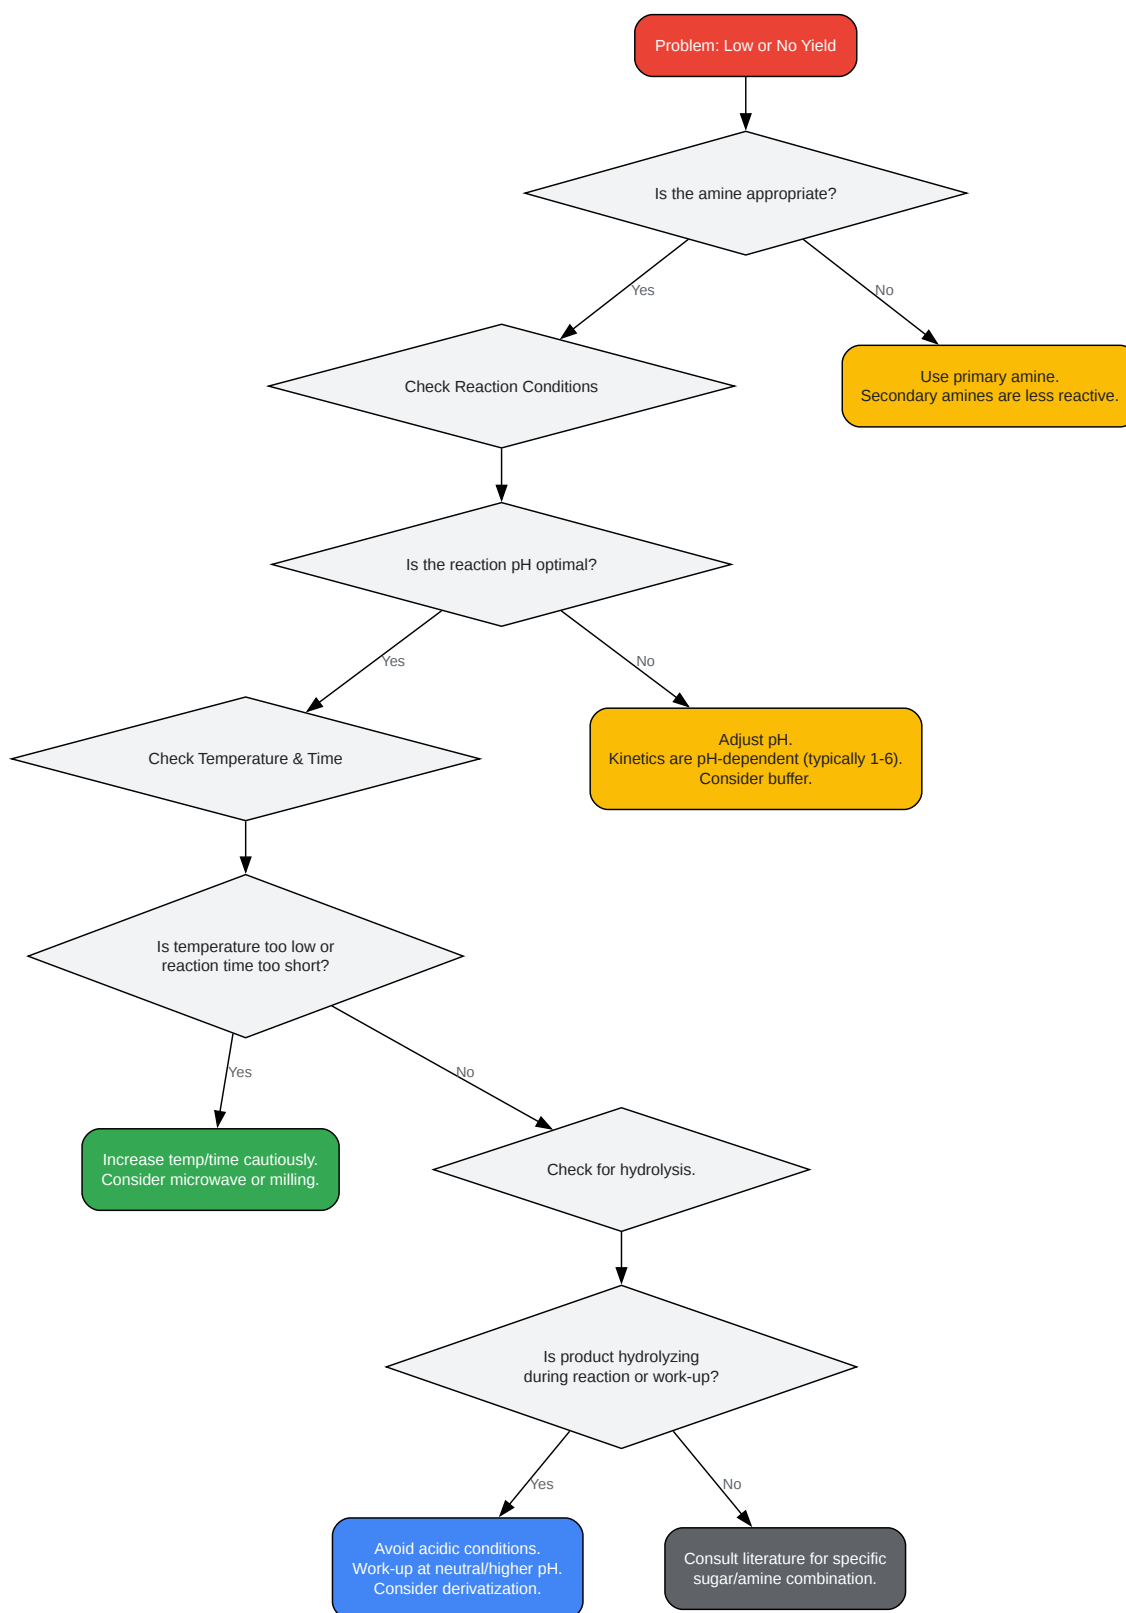 Problem: Low or No Yield
Is the amine appropriate?
Yes
No
Check Reaction Conditions
Use primary amine.
Secondary amines are less reactive.
Is the reaction pH optimal?
Yes
No
Check Temperature & Time
Adjust pH.
Kinetics are pH-dependent (typically 1-6).
Consider buffer.
Is temperature too low or
reaction time too short?
Yes
No
Increase temp/time cautiously.
Consider microwave or milling.
Check for hydrolysis.
Is product hydrolyzing
during reaction or work-up?
Yes
No
Avoid acidic conditions.
Work-up at neutral/higher pH.
Consider derivatization.
Consult literature for specific
sugar/amine combination.